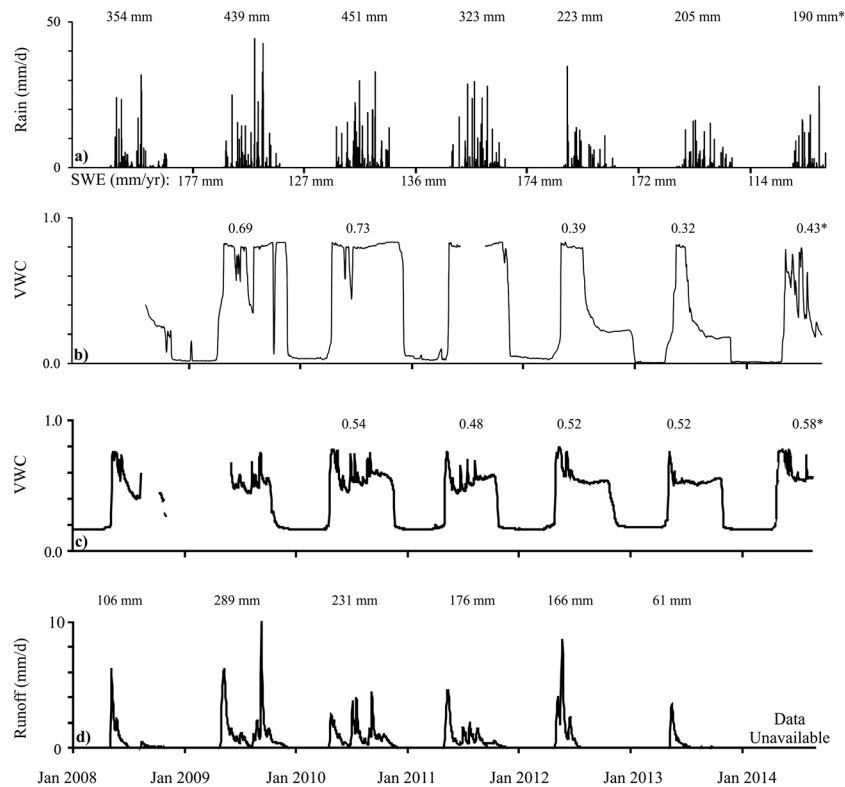 354 mm 439 mm 451 mm 323 mm 223 mm 205 mm 190 mm*
50
Rain (mm/d)
a)
0
SWE (mm/yr): 177 mm 127 mm 136 mm 174 mm 172 mm 114 mm
1.0
0.69 0.73 0.39 0.32 0.43*
VWC
b)
0.0
1.0
0.54 0.48 0.52 0.52 0.58*
VWC
c)
0.0
106 mm 289 mm 231 mm 176 mm 166 mm 61 mm
10
Runoff (mm/d)
Data
Unavailable
d)
0
Jan 2008 Jan 2009 Jan 2010 Jan 2011 Jan 2012 Jan 2013 Jan 2014